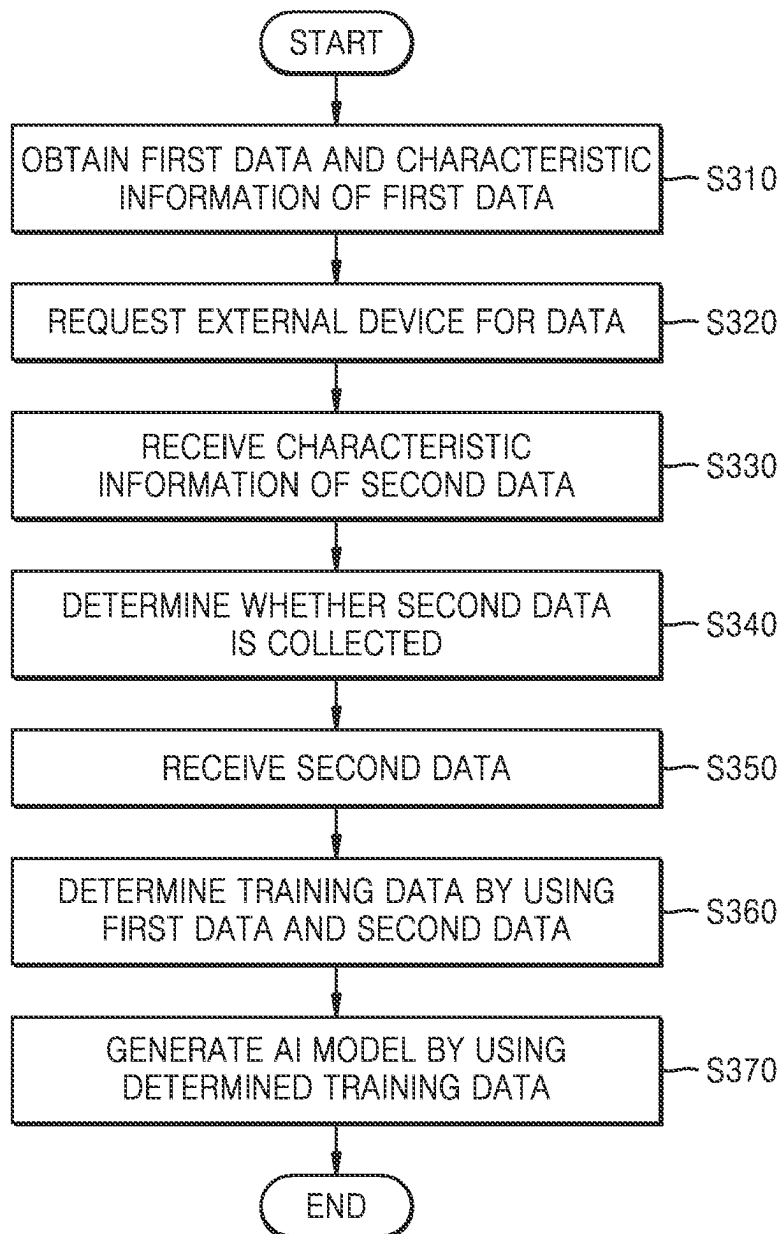 START
OBTAIN FIRST DATA AND CHARACTERISTIC
INFORMATION OF FIRST DATA
S310
REQUEST EXTERNAL DEVICE FOR DATA
S320
RECEIVE CHARACTERISTIC
INFORMATION OF SECOND DATA
S330
DETERMINE WHETHER SECOND DATA
IS COLLECTED
S340
RECEIVE SECOND DATA
S350
DETERMINE TRAINING DATA BY USING
FIRST DATA AND SECOND DATA
S360
GENERATE AI MODEL BY USING
DETERMINED TRAINING DATA
S370
END